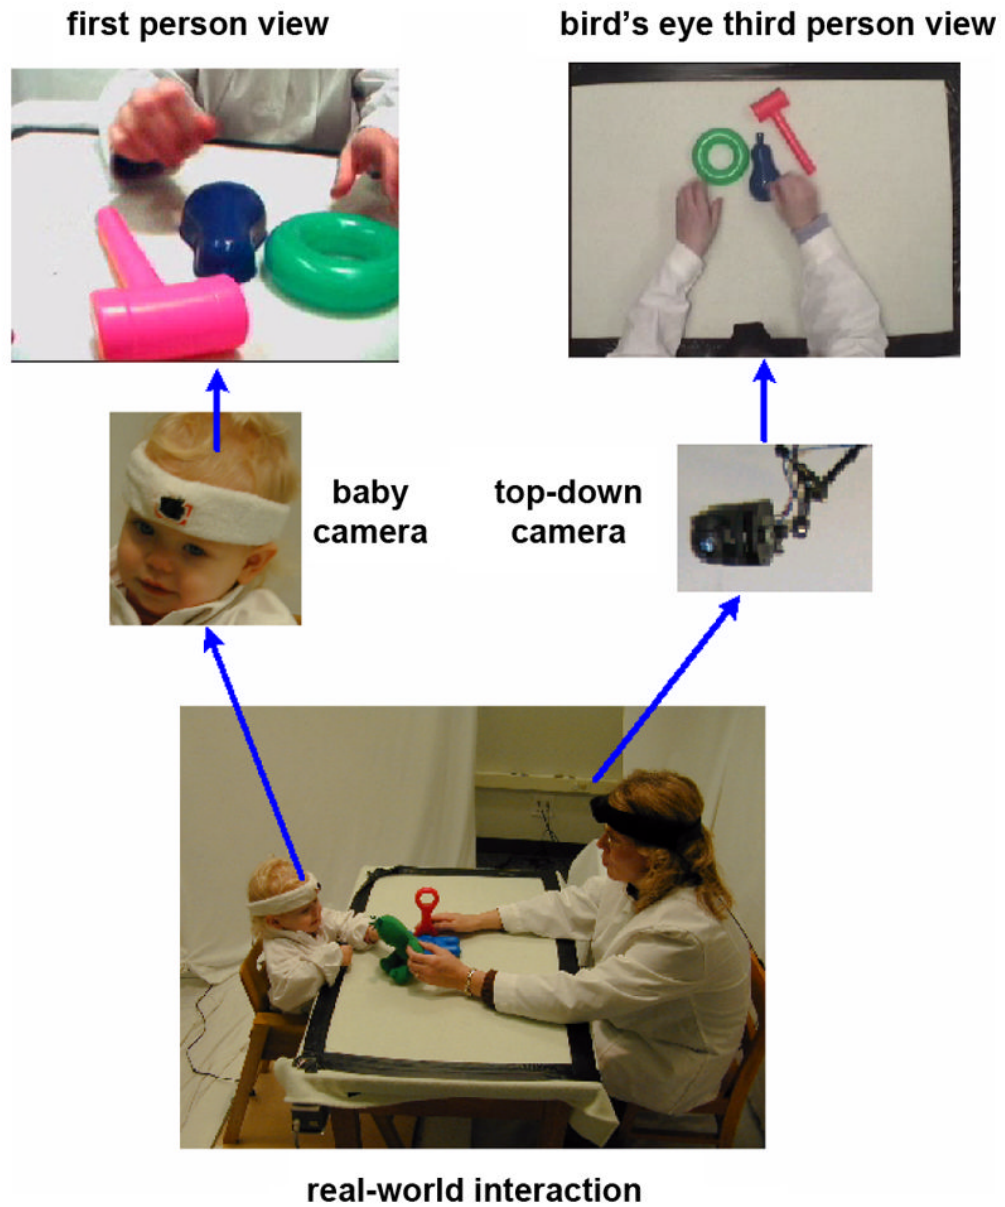 first person view
bird's eye third person view
baby
camera
top-down
camera
real-world interaction